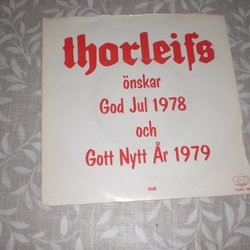 thorleifs
önskar
God Jul 1978
och
Gott Nytt År 1979